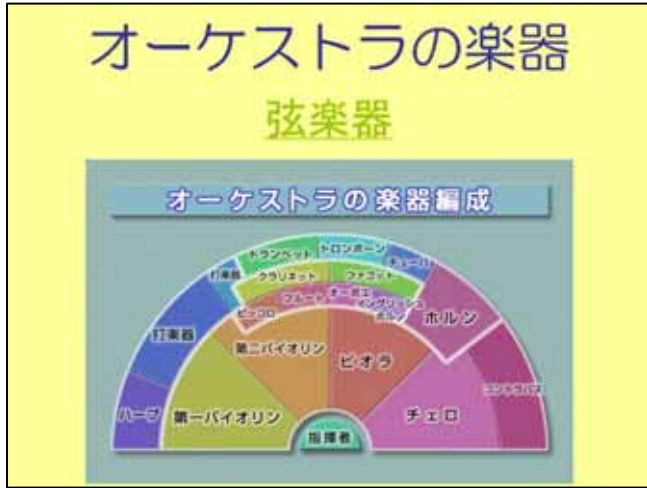 オーケストラの楽器
弦楽器
オーケストラの楽器編成
トランペット
トロンボーン
チューバ
打楽器
クラリネット
ファゴット
ピッコロ
フルート
オーボエ
イングリッシュ
ホルン
ホルン
打楽器
第二バイオリン
ビオラ
コントラバス
ハープ
第一バイオリン
チェロ
指揮者